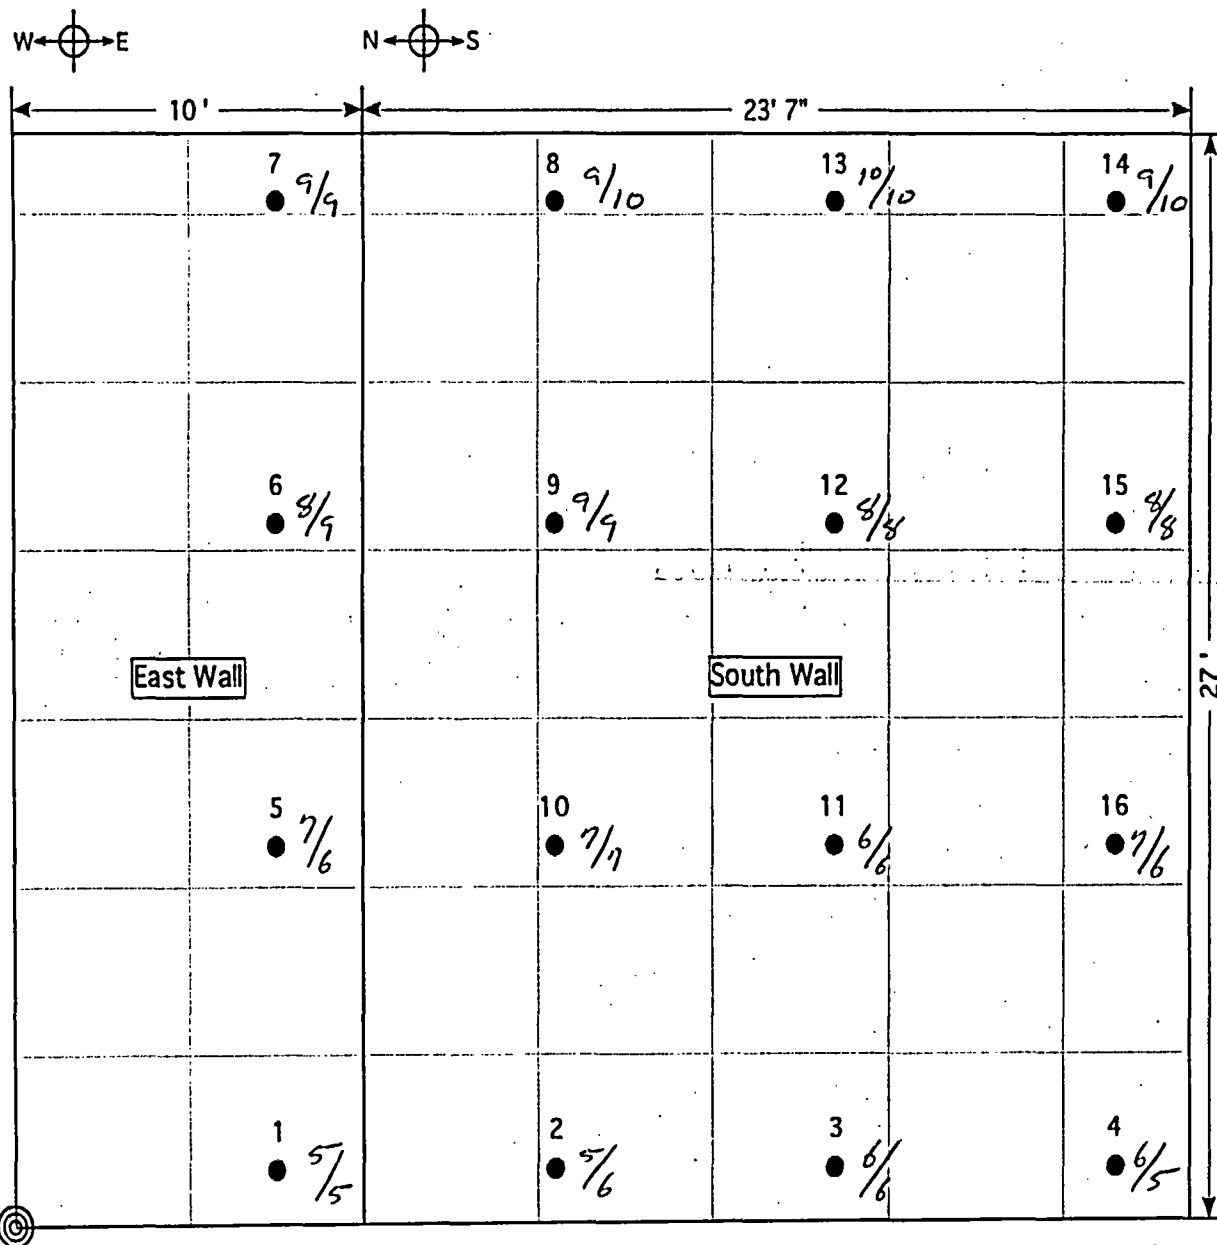 W E N S
10' 23' 7"
7 9/9 8 9/10 13 10/10 14 9/10
6 8/9 9 9/9 12 8/8 15 8/8
East Wall South Wall
27'
5 7/6 10 7/7 11 6/6 16 7/6
1 5/5 2 5/6 3 6/6 4 6/5